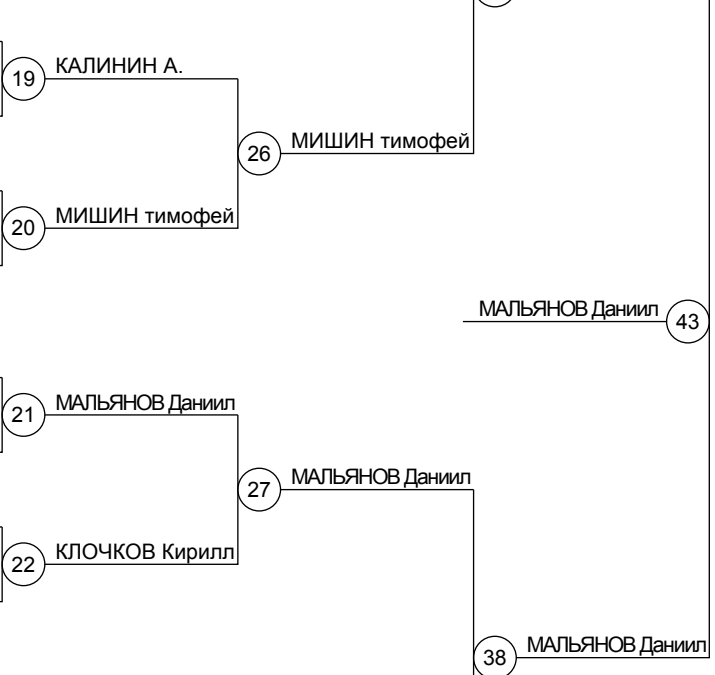 19 КАЛИНИН А.
26 МИШИН тимофей
20 МИШИН тимофей
МАЛЬЯНОВ Даниил 43
21 МАЛЬЯНОВ Даниил
27 МАЛЬЯНОВ Даниил
22 КЛОЧКОВ Кирилл
38 МАЛЬЯНОВ Даниил